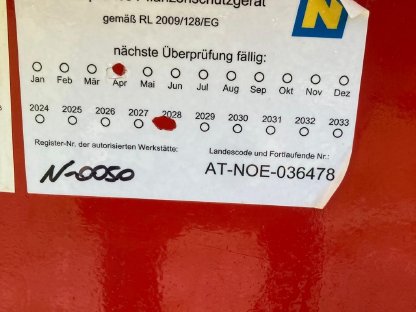 Pflanzenschutzgerät
gemäß RL 2009/128/EG
N
nächste Überprüfung fällig:
Jan Feb Mär Apr Mai Jun Jul Aug Sep Okt Nov Dez
2024 2025 2026 2027 2028 2029 2030 2031 2032 2033
Register-Nr. der autorisierten Werkstätte:
Landescode und Fortlaufende Nr.:
N-0050
AT-NOE-036478